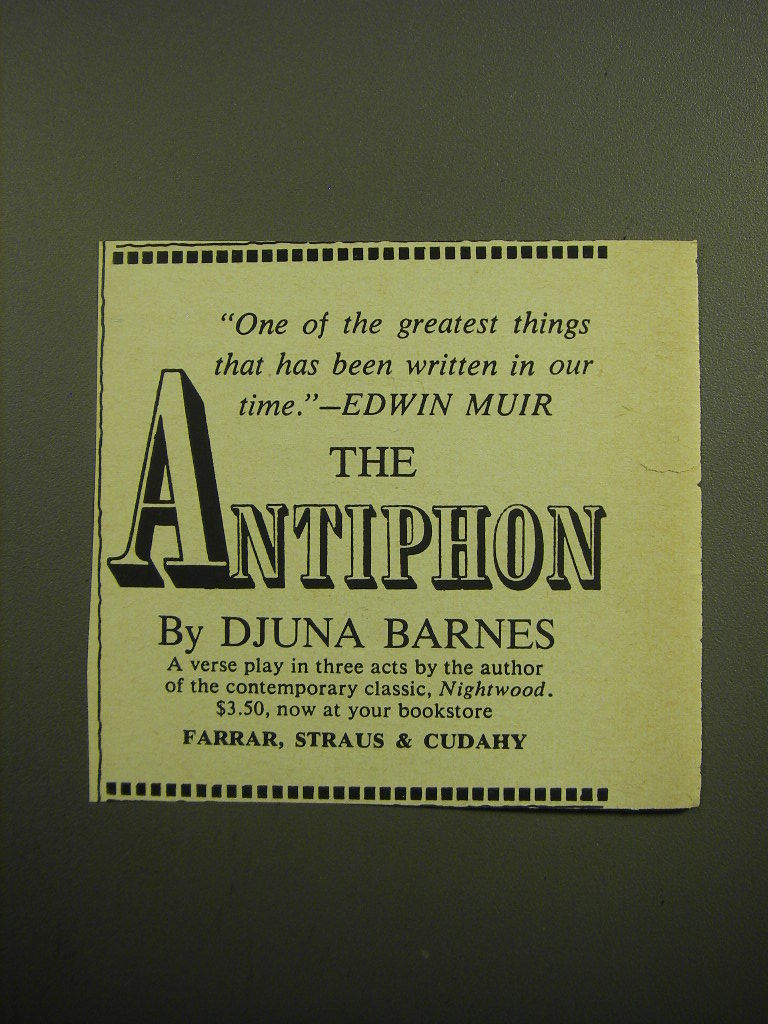 “One of the greatest things
that has been written in our
time.”—EDWIN MUIR
THE
ANTIPHON
By DJUNA BARNES
A verse play in three acts by the author
of the contemporary classic, Nightwood.
$3.50, now at your bookstore
FARRAR, STRAUS & CUDAHY